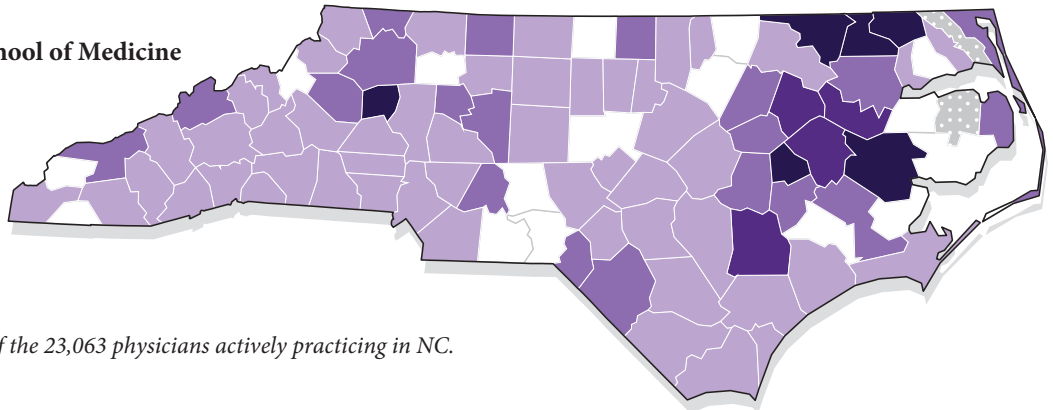 hool of Medicine
f the 23,063 physicians actively practicing in NC.